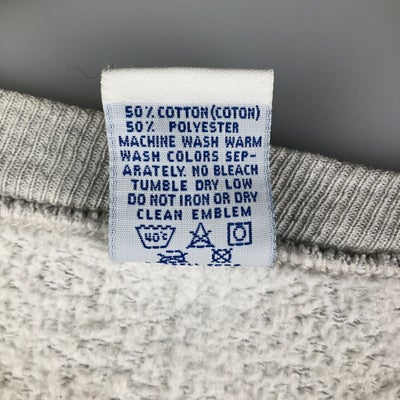 50% COTTON(COTON)
50% POLYESTER
MACHINE WASH WARM
WASH COLORS SEP-
ARATELY. NO BLEACH
TUMBLE DRY LOW
DO NOT IRON OR DRY
CLEAN EMBLEM
40°C